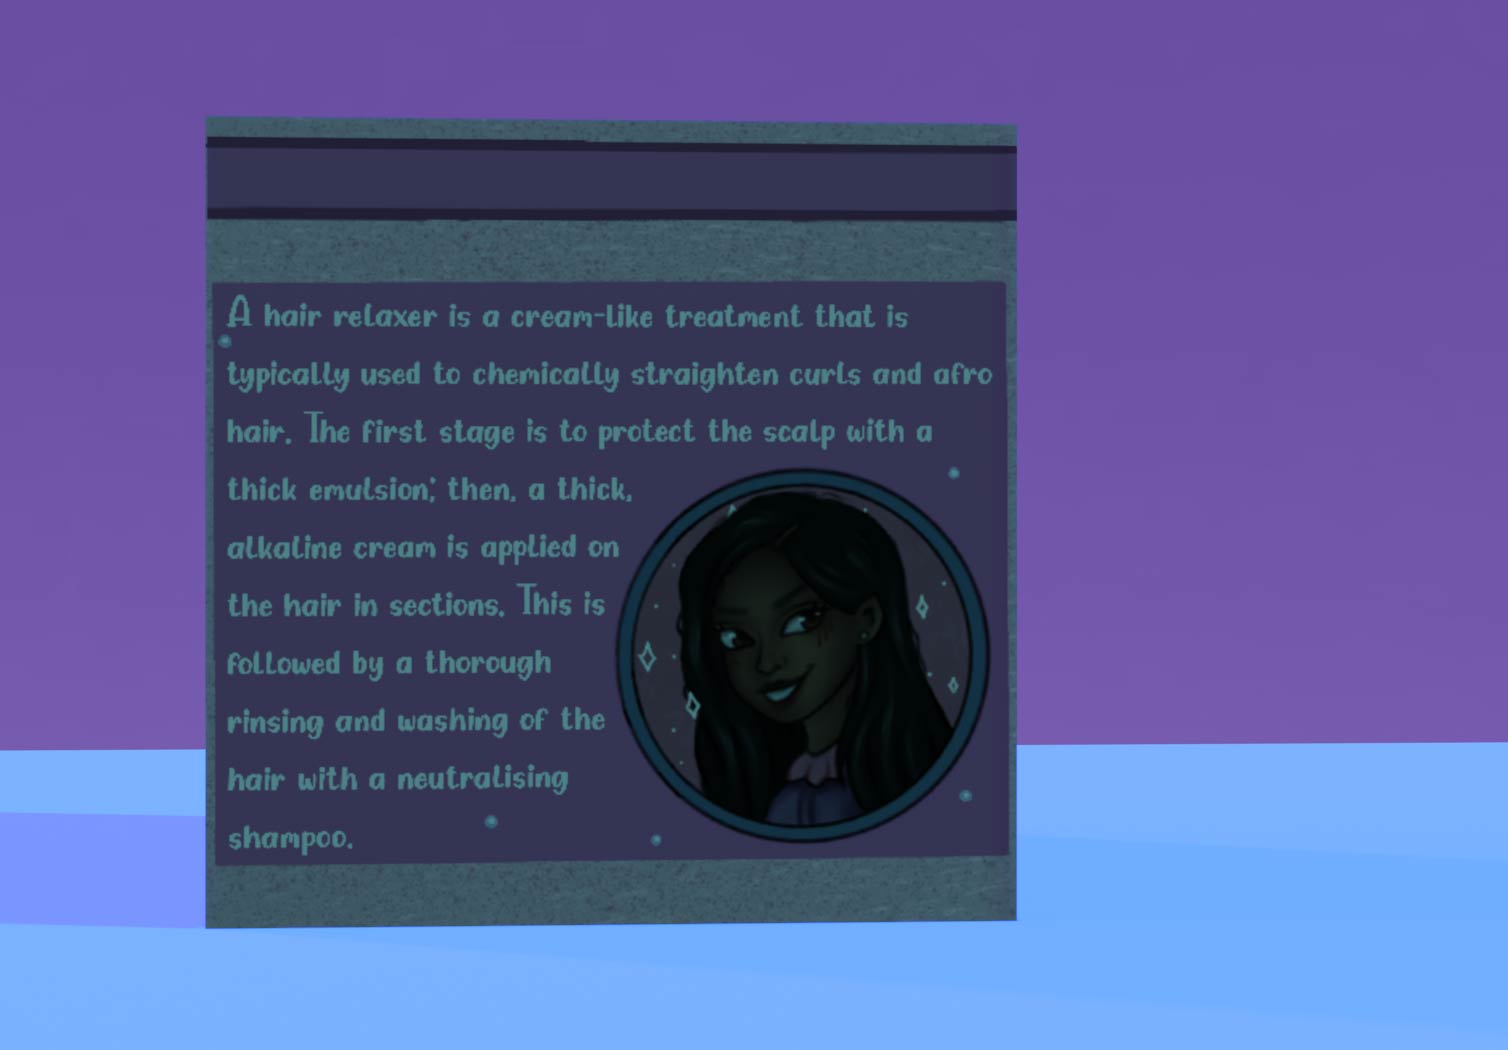 A hair relaxer is a cream-like treatment that is
typically used to chemically straighten curls and afro
hair. The first stage is to protect the scalp with a
thick emulsion; then, a thick,
alkaline cream is applied on
the hair in sections. This is
followed by a thorough
rinsing and washing of the
hair with a neutralising
shampoo.